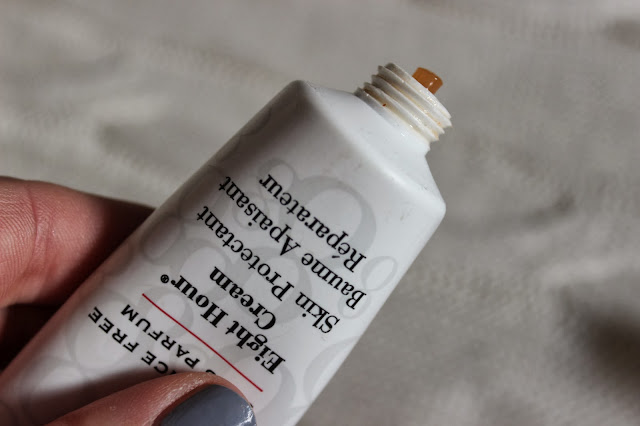 FREE
PARFUM
Eight Hour®
Cream
Skin Protectant
Baume Apaisant
Réparateur